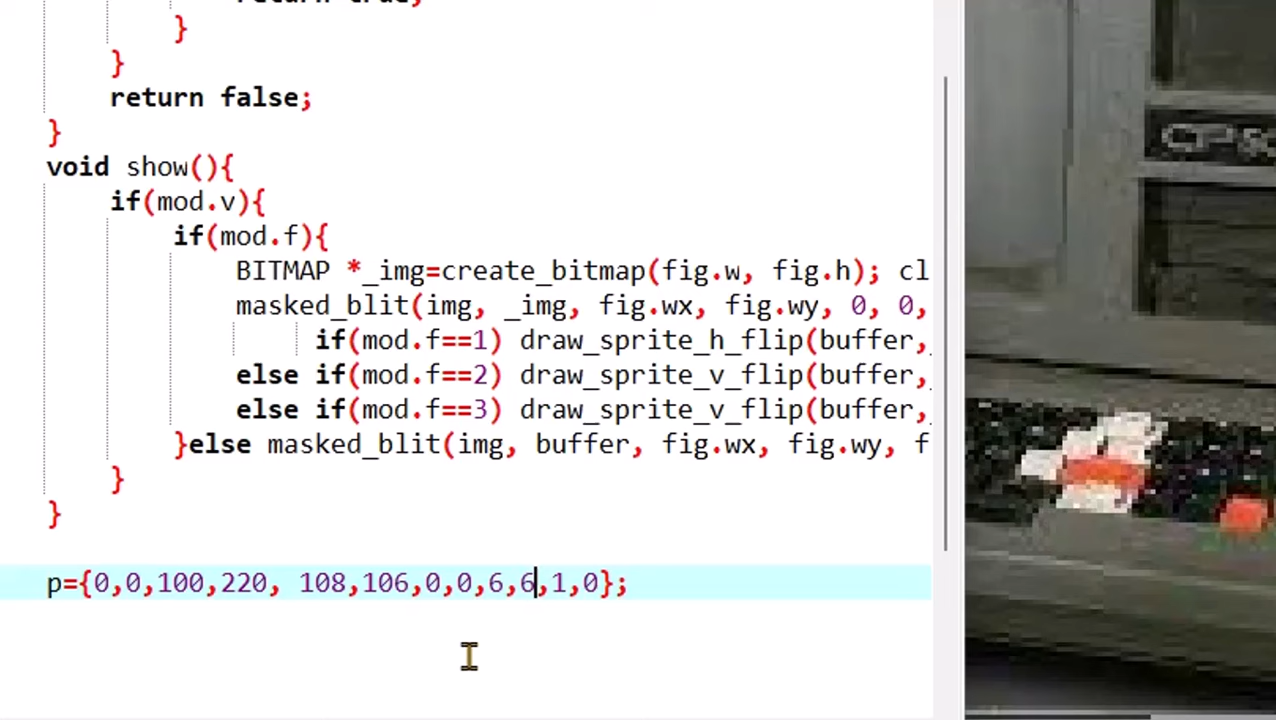 return true;
}
}
return false;
}
void show(){
if(mod.v){
if(mod.f){
BITMAP *_img=create_bitmap(fig.w, fig.h); cl
masked_blit(img, _img, fig.wx, fig.wy, 0, 0,
if(mod.f==1) draw_sprite_h_flip(buffer,
else if(mod.f==2) draw_sprite_v_flip(buffer,
else if(mod.f==3) draw_sprite_v_flip(buffer,
}else masked_blit(img, buffer, fig.wx, fig.wy, f
}
}
p={0,0,100,220, 108,106,0,0,6,6,1,0};